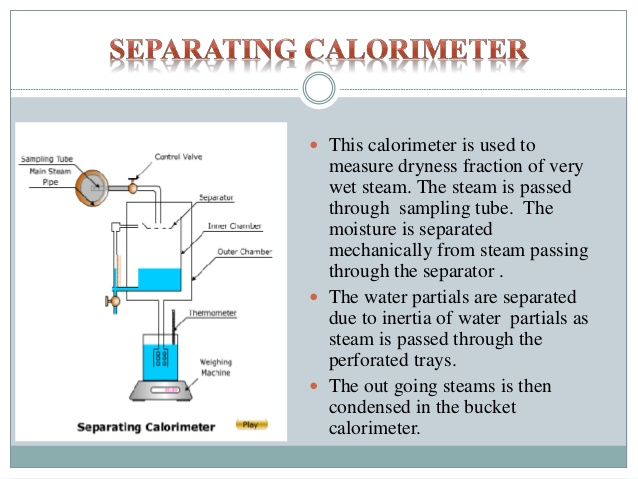 SEPARATING CALORIMETER
Sampling Tube
Main Steam
Pipe
Control Valve
Separator
Inner Chamber
Outer Chamber
Thermometer
Weighing
Machine
Separating Calorimeter
Play
• This calorimeter is used to
measure dryness fraction of very
wet steam. The steam is passed
through sampling tube. The
moisture is separated
mechanically from steam passing
through the separator .
• The water partials are separated
due to inertia of water partials as
steam is passed through the
perforated trays.
• The out going steams is then
condensed in the bucket
calorimeter.